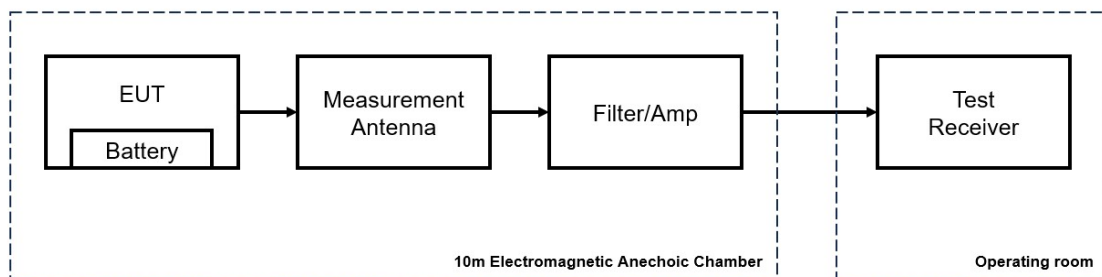 EUT
Battery
Measurement
Antenna
Filter/Amp
Test
Receiver
10m Electromagnetic Anechoic Chamber
Operating room